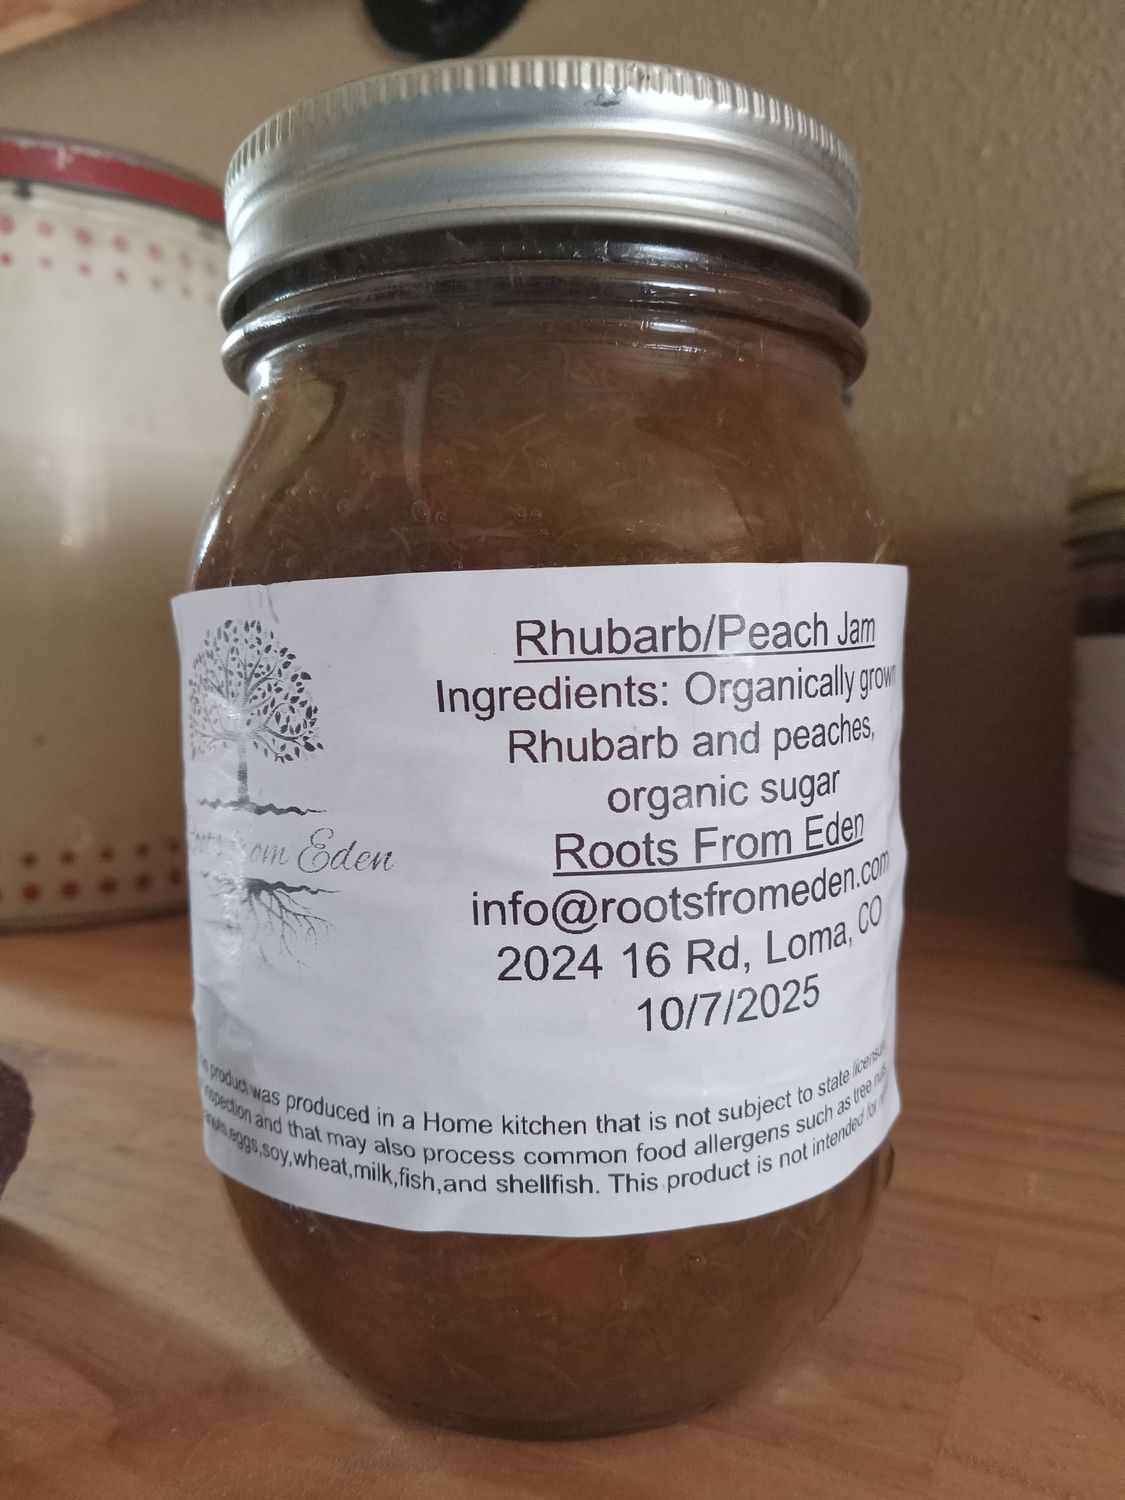 Rhubarb/Peach Jam
Ingredients: Organically grown
Rhubarb and peaches,
organic sugar
Roots From Eden
info@rootsfromeden.com
2024 16 Rd, Loma, CO
10/7/2025
from Eden
product was produced in a Home kitchen that is not subject to state
inspection and that may also process common food allergens such as tree nuts,
eggs,soy,wheat,milk,fish,and shellfish. This product is not intended for